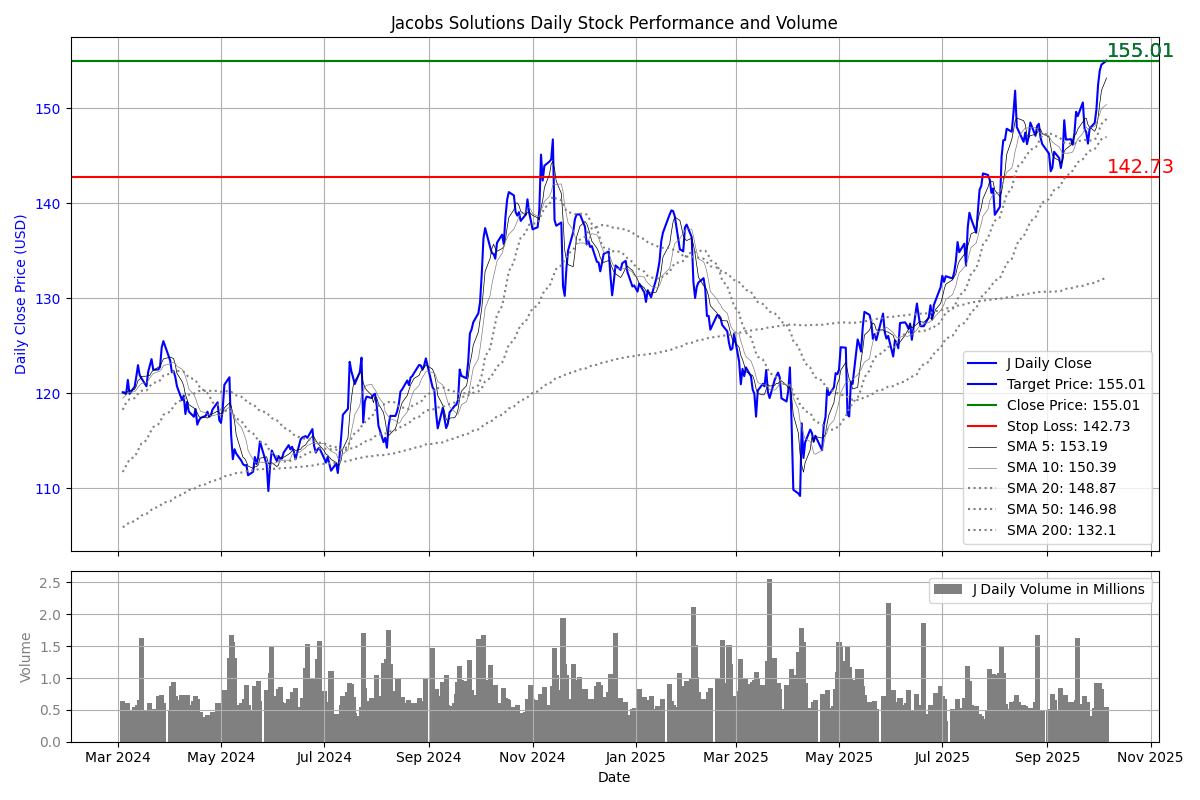 Jacobs Solutions Daily Stock Performance and Volume
155.01
150
142.73
140
130
120
110
Daily Close Price (USD)
J Daily Close
Target Price: 155.01
Close Price: 155.01
Stop Loss: 142.73
SMA 5: 153.19
SMA 10: 150.39
SMA 20: 148.87
SMA 50: 146.98
SMA 200: 132.1
2.5
2.0
1.5
1.0
0.5
0.0
Volume
J Daily Volume in Millions
Mar 2024 May 2024 Jul 2024 Sep 2024 Nov 2024 Jan 2025 Mar 2025 May 2025 Jul 2025 Sep 2025 Nov 2025
Date